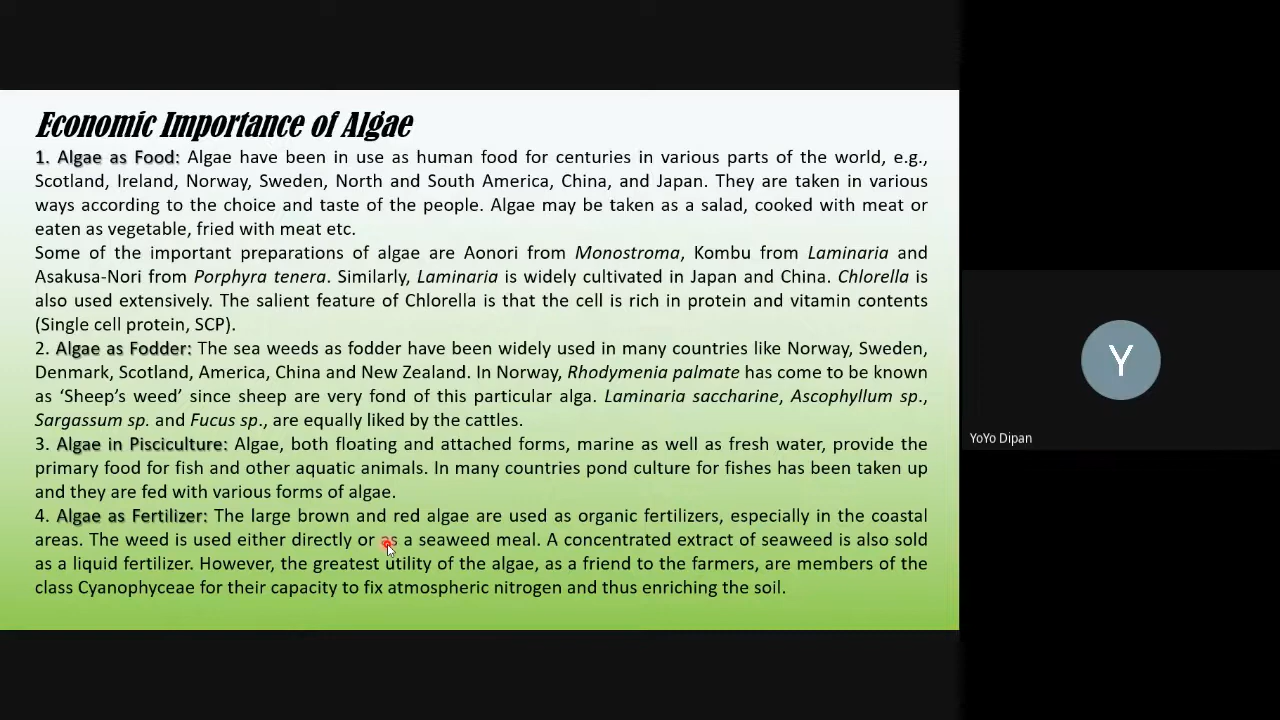 Economic Importance of Algae
1. Algae as Food: Algae have been in use as human food for centuries in various parts of the world, e.g.,
Scotland, Ireland, Norway, Sweden, North and South America, China, and Japan. They are taken in various
ways according to the choice and taste of the people. Algae may be taken as a salad, cooked with meat or
eaten as vegetable, fried with meat etc.
Some of the important preparations of algae are Aonori from Monostroma, Kombu from Laminaria and
Asakusa-Nori from Porphyra tenera. Similarly, Laminaria is widely cultivated in Japan and China. Chlorella is
also used extensively. The salient feature of Chlorella is that the cell is rich in protein and vitamin contents
(Single cell protein, SCP).
2. Algae as Fodder: The sea weeds as fodder have been widely used in many countries like Norway, Sweden,
Denmark, Scotland, America, China and New Zealand. In Norway, Rhodymenia palmate has come to be known
as ‘Sheep’s weed’ since sheep are very fond of this particular alga. Laminaria saccharine, Ascophyllum sp.,
Sargassum sp. and Fucus sp., are equally liked by the cattles.
3. Algae in Pisciculture: Algae, both floating and attached forms, marine as well as fresh water, provide the
primary food for fish and other aquatic animals. In many countries pond culture for fishes has been taken up
and they are fed with various forms of algae.
4. Algae as Fertilizer: The large brown and red algae are used as organic fertilizers, especially in the coastal
areas. The weed is used either directly or as a seaweed meal. A concentrated extract of seaweed is also sold
as a liquid fertilizer. However, the greatest utility of the algae, as a friend to the farmers, are members of the
class Cyanophyceae for their capacity to fix atmospheric nitrogen and thus enriching the soil.
Y
YoYo Dipan